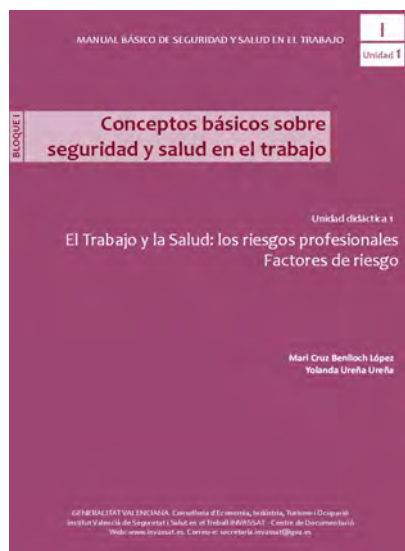 MANUAL BÁSICO DE SEGURIDAD Y SALUD EN EL TRABAJO
I
Unidad 1
BLOQUE I
Conceptos básicos sobre
seguridad y salud en el trabajo
Unidad didáctica 1
El Trabajo y la Salud: los riesgos profesionales
Factores de riesgo
Mari Cruz Benlloch López
Yolanda Ureña Ureña
GENERALITAT VALENCIANA. Conselleria d'Economia, Indústria, Turisme i Ocupació
Institut Valencià de Seguretat i Salut en el Treball INVASSAT - Centre de Documentació
Web: www.invassat.es. Correu-e: secretaria.invassat@gva.es